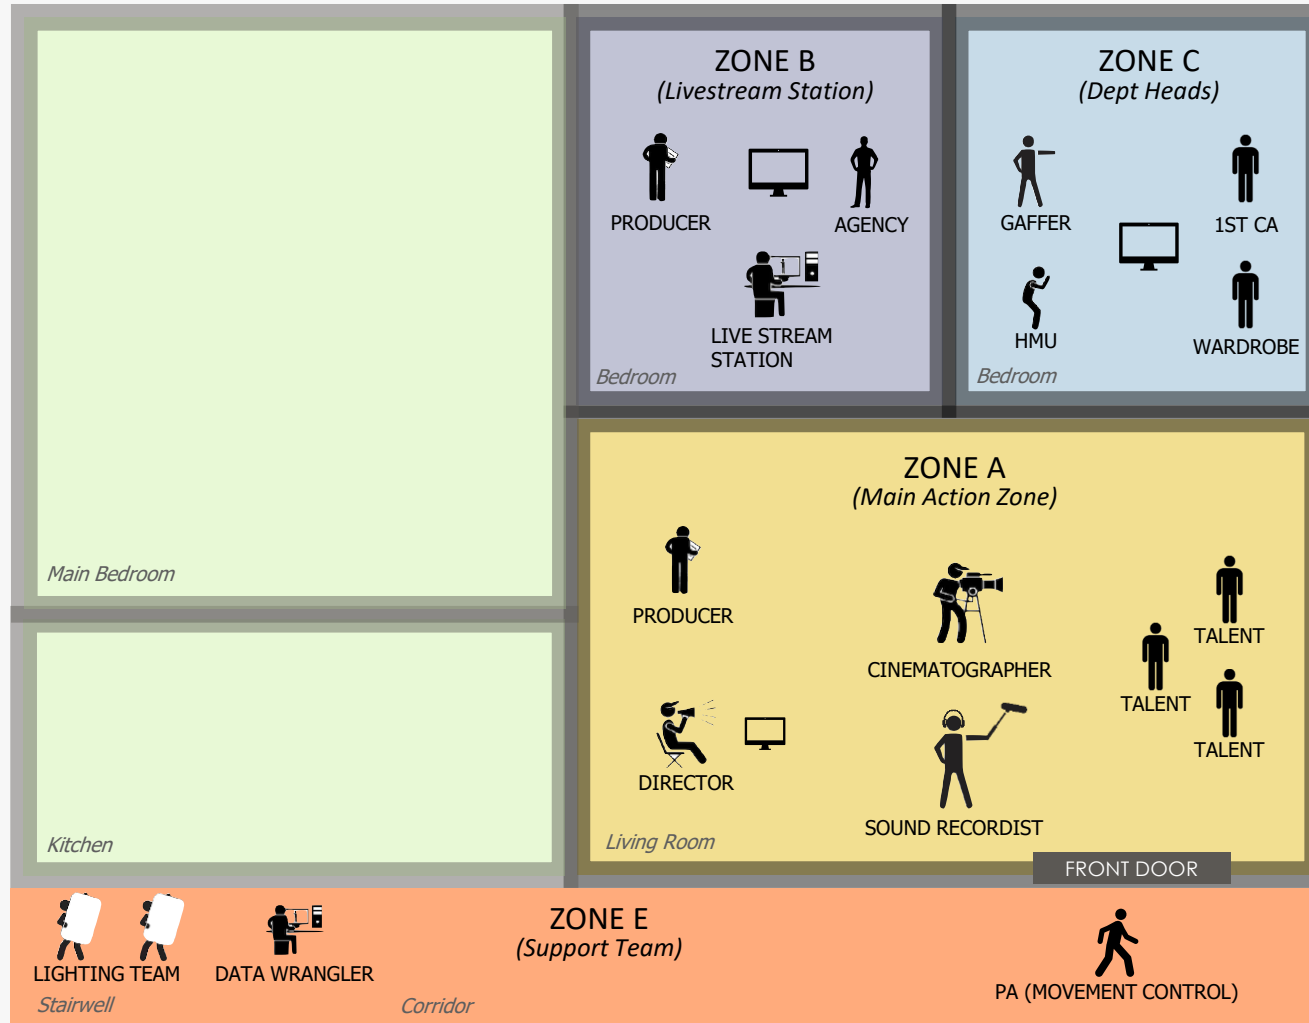 ZONE B
(Livestream Station)
PRODUCER
AGENCY
LIVE STREAM
STATION
Bedroom
ZONE C
(Dept Heads)
GAFFER
1ST CA
HMU
WARDROBE
Bedroom
Main Bedroom
ZONE A
(Main Action Zone)
PRODUCER
CINEMATOGRAPHER
TALENT
TALENT
TALENT
DIRECTOR
SOUND RECORDIST
Living Room
Kitchen
FRONT DOOR
ZONE E
(Support Team)
LIGHTING TEAM
DATA WRANGLER
PA (MOVEMENT CONTROL)
Stairwell
Corridor